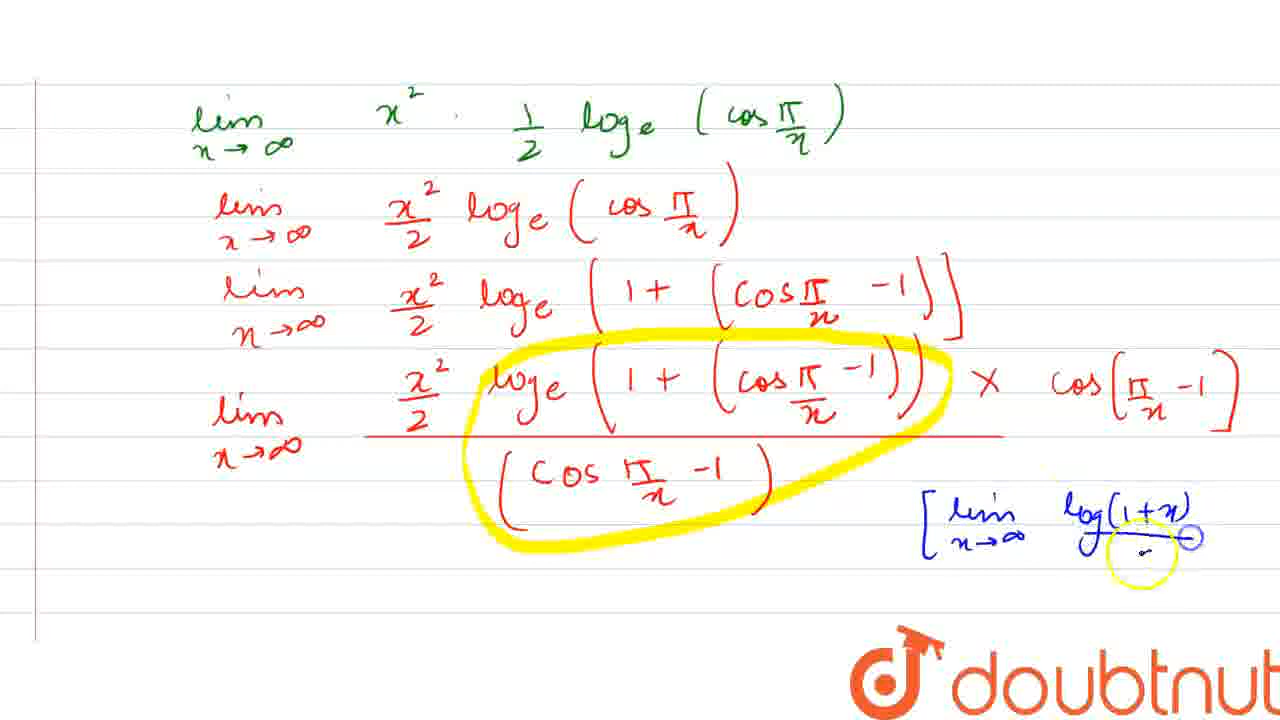 lim x→∞ x² · 1/2 logₑ (cos π/x)
lim x→∞ x²/2 logₑ (cos π/x)
lim x→∞ x²/2 logₑ [1 + (cos π/x - 1)]
lim x→∞ x²/2 logₑ (1 + (cos π/x - 1)) × cos[π/x - 1]
(cos π/x - 1)
[lim x→∞ log(1+x)
doubtnut